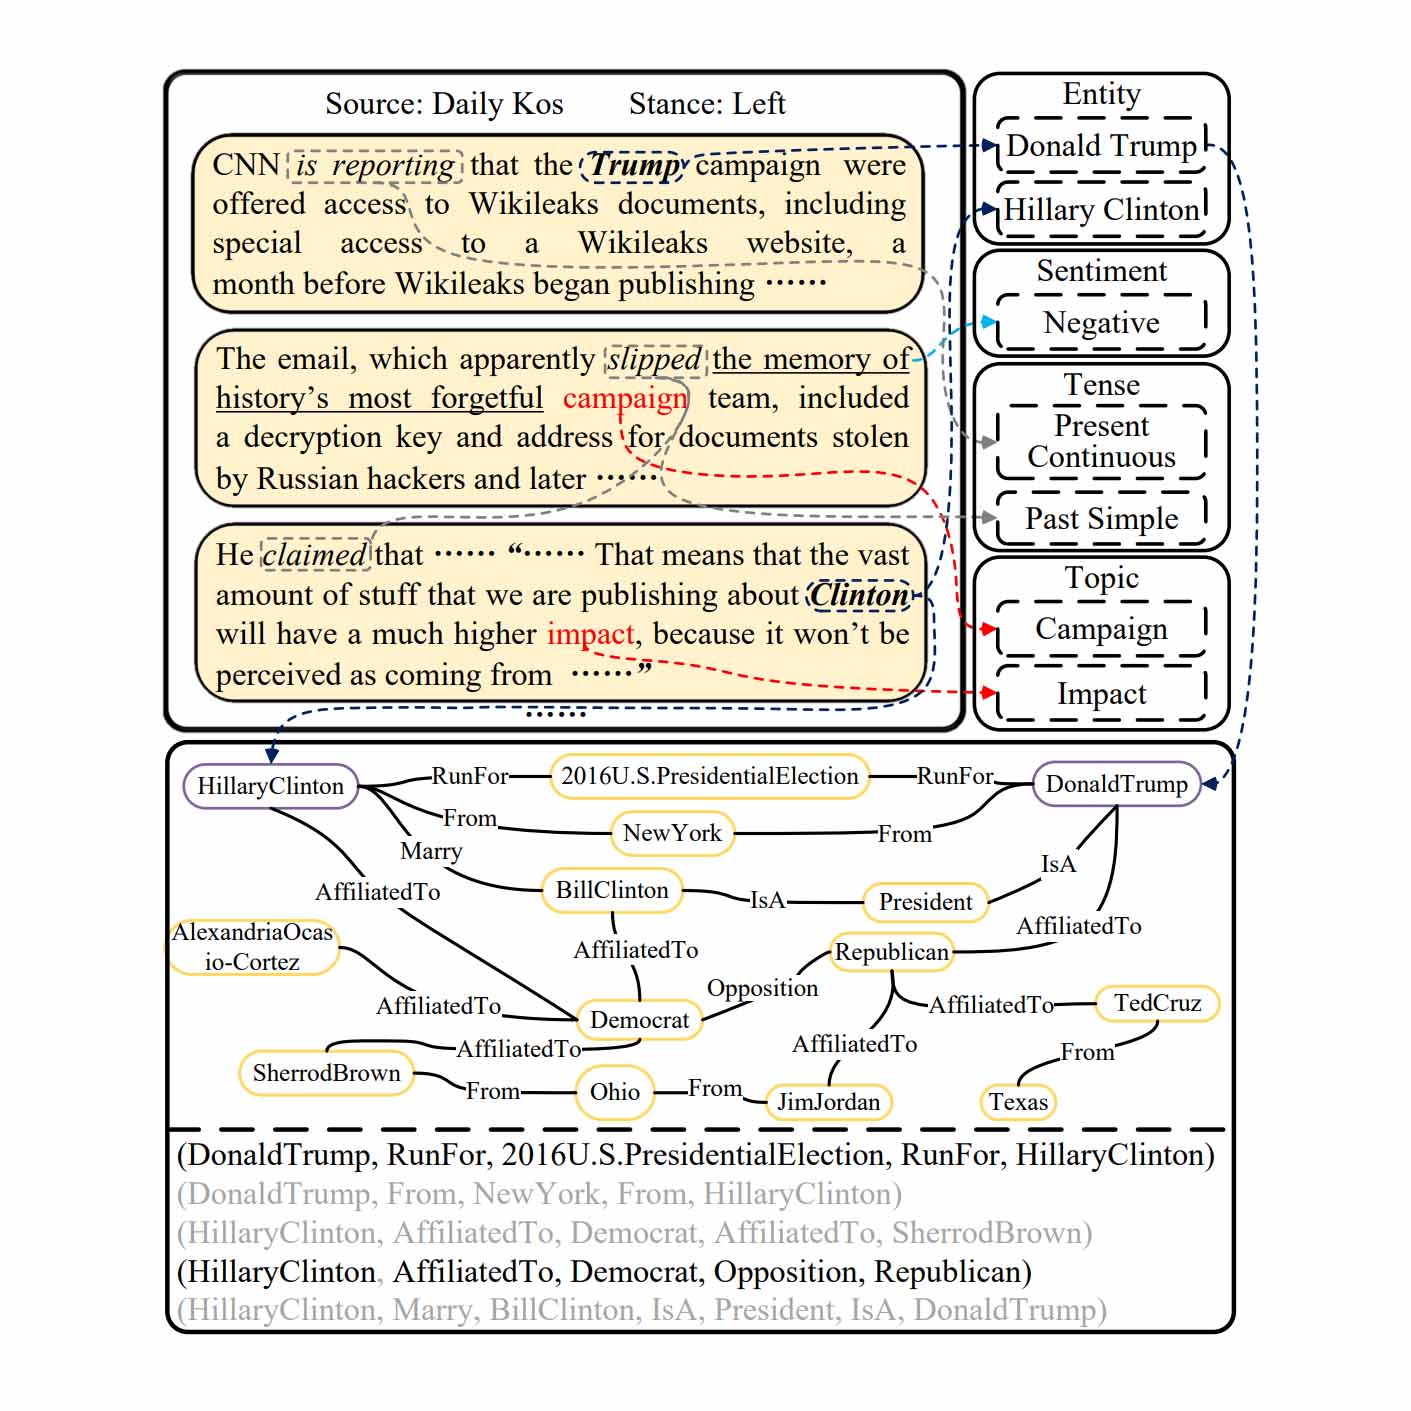 Source: Daily Kos Stance: Left
CNN is reporting that the Trump campaign were
offered access to Wikileaks documents, including
special access to a Wikileaks website, a
month before Wikileaks began publishing ······
The email, which apparently slipped the memory of
history’s most forgetful campaign team, included
a decryption key and address for documents stolen
by Russian hackers and later ······
He claimed that ······ “······ That means that the vast
amount of stuff that we are publishing about Clinton
will have a much higher impact, because it won’t be
perceived as coming from ······”
······
Entity
Donald Trump
Hillary Clinton
Sentiment
Negative
Tense
Present
Continuous
Past Simple
Topic
Campaign
Impact
HillaryClinton RunFor 2016U.S.PresidentialElection RunFor DonaldTrump
From NewYork From
Marry
AffiliatedTo BillClinton IsA President IsA
AlexandriaOcas
io-Cortez
AffiliatedTo Republican AffiliatedTo
AffiliatedTo Opposition AffiliatedTo TedCruz
Democrat
SherrodBrown AffiliatedTo AffiliatedTo From
From Ohio From JimJordan Texas
(DonaldTrump, RunFor, 2016U.S.PresidentialElection, RunFor, HillaryClinton)
(DonaldTrump, From, NewYork, From, HillaryClinton)
(HillaryClinton, AffiliatedTo, Democrat, AffiliatedTo, SherrodBrown)
(HillaryClinton, AffiliatedTo, Democrat, Opposition, Republican)
(HillaryClinton, Marry, BillClinton, IsA, President, IsA, DonaldTrump)